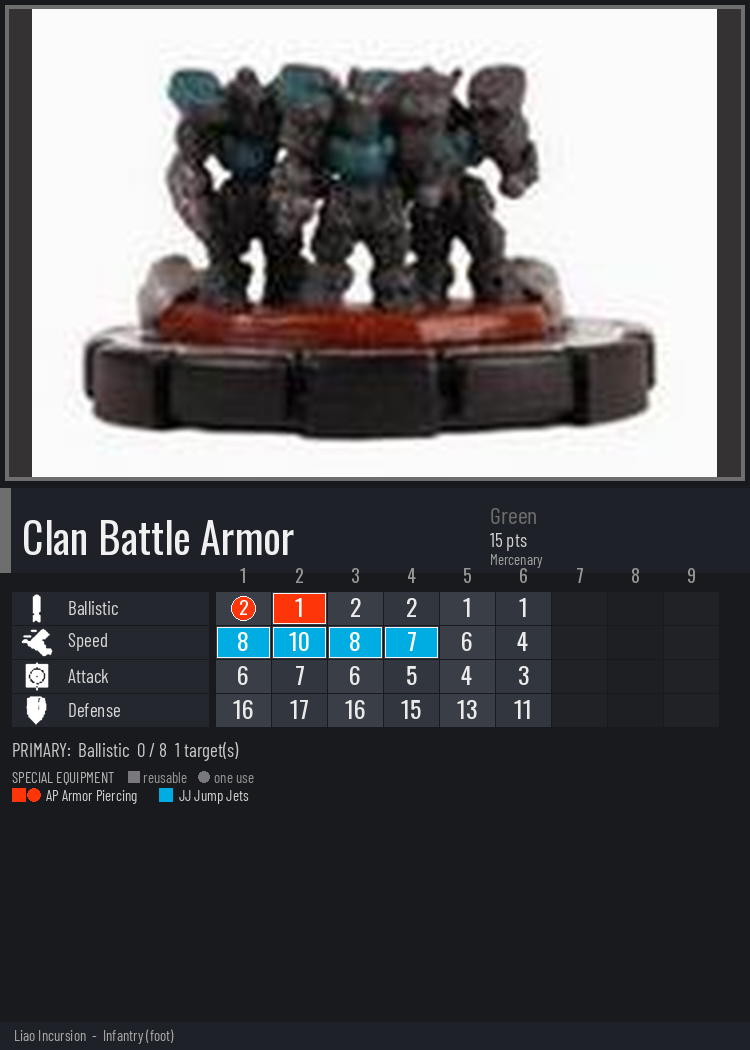 Clan Battle Armor
Green
15 pts
Mercenary
1 2 3 4 5 6 7 8 9
Ballistic 2 1 2 2 1 1
Speed 8 10 8 7 6 4
Attack 6 7 6 5 4 3
Defense 16 17 16 15 13 11
PRIMARY: Ballistic 0 / 8 1 target(s)
SPECIAL EQUIPMENT reusable one use
AP Armor Piercing JJ Jump Jets
Liao Incursion - Infantry (foot)